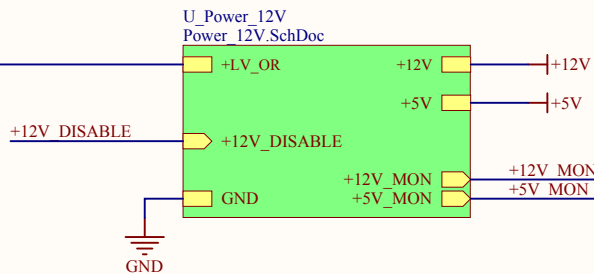 U_Power_12V
Power_12V.SchDoc
+LV_OR
+12V
+12V
+5V
+5V
+12V_DISABLE
+12V_DISABLE
+12V_MON
+12V_MON
GND
+5V_MON
+5V_MON
GND